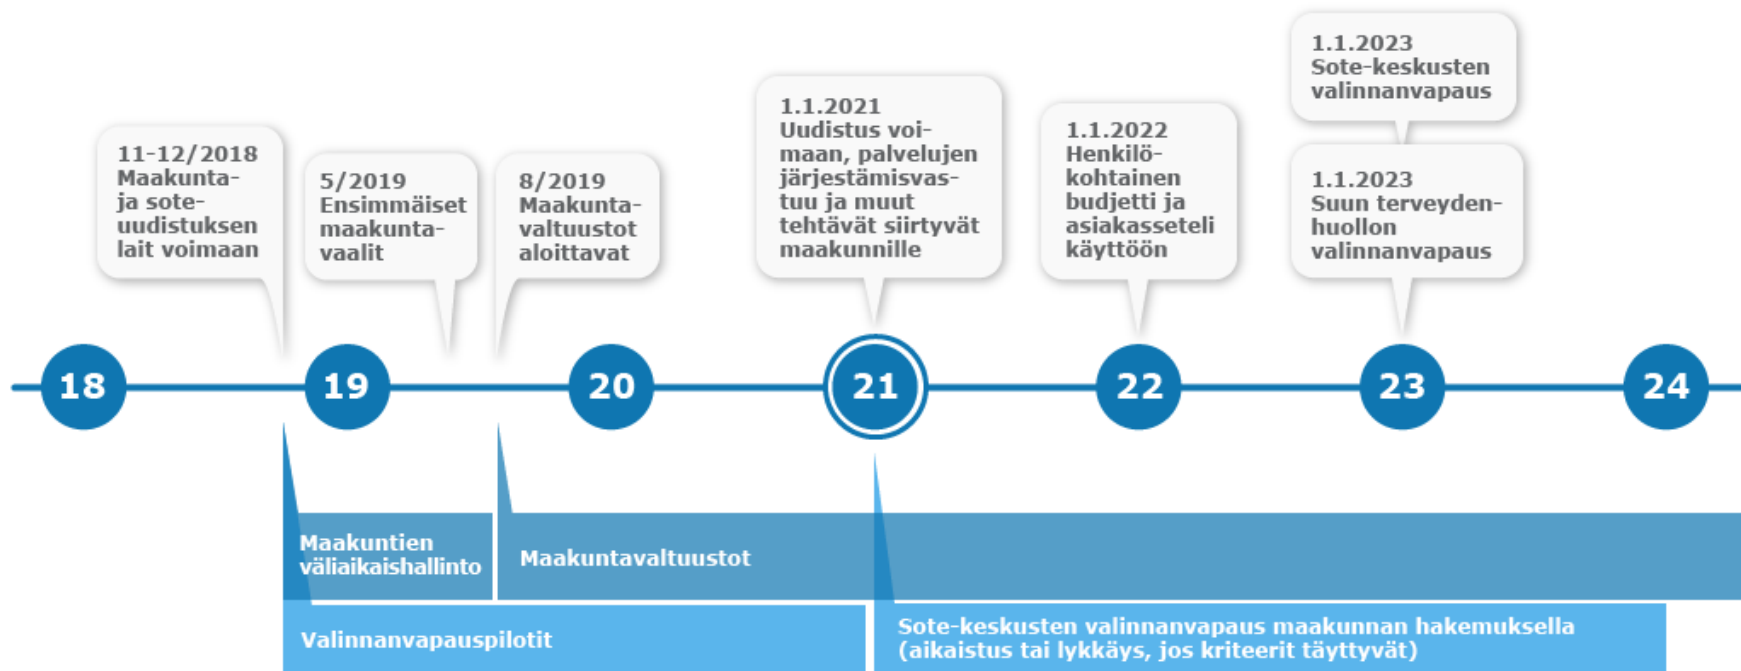 11-12/2018
Maakunta-
ja sote-
uudistuksen
lait voimaan
5/2019
Ensimmäiset
maakunta-
vaalit
8/2019
Maakunta-
valtuustot
aloittavat
1.1.2021
Uudistus voi-
maan, palvelujen
järjestämisvas-
tuu ja muut
tehtävät siirtyvät
maakunnille
1.1.2022
Henkilö-
kohtainen
budjetti ja
asiakasseteli
käyttöön
1.1.2023
Sote-keskusten
valinnanvapaus
1.1.2023
Suun terveyden-
huollon
valinnanvapaus
18
19
20
21
22
23
24
Maakuntien
väliaikaishallinto
Maakuntavaltuustot
Valinnanvapauspilotit
Sote-keskusten valinnanvapaus maakunnan hakemuksella
(aikaistus tai lykkäys, jos kriteerit täyttyvät)